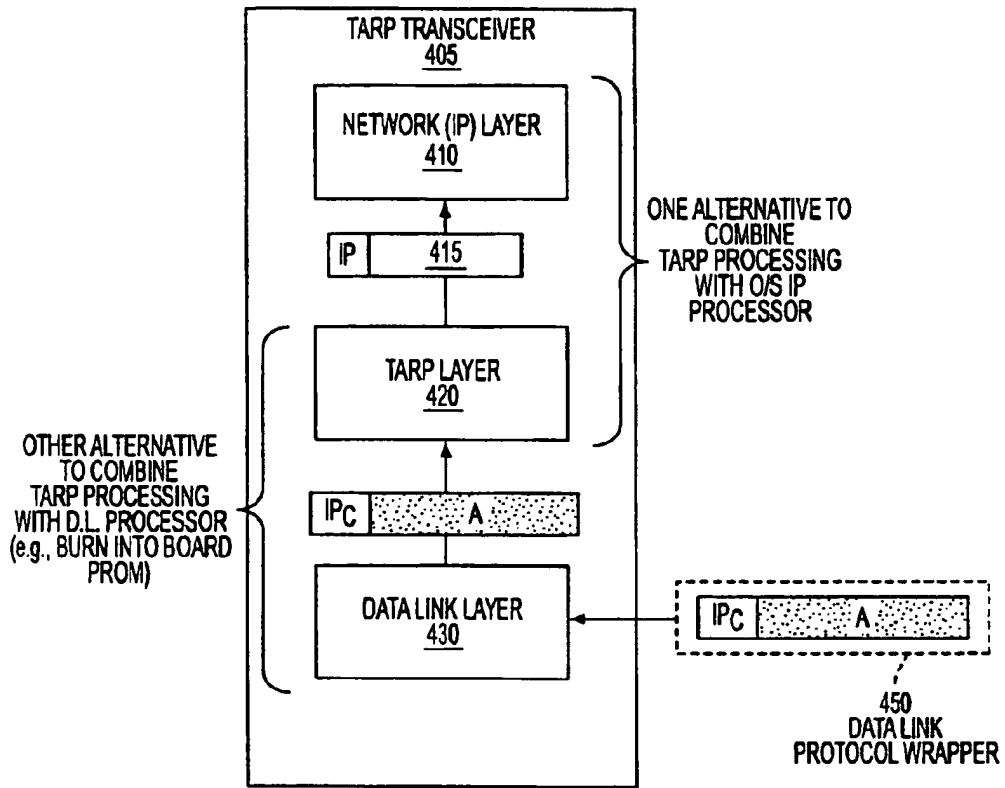 TARP TRANSCEIVER
405
NETWORK (IP) LAYER
410
IP 415
ONE ALTERNATIVE TO
COMBINE
TARP PROCESSING
WITH O/S IP
PROCESSOR
TARP LAYER
420
OTHER ALTERNATIVE
TO COMBINE
TARP PROCESSING
WITH D.L. PROCESSOR
(e.g., BURN INTO BOARD
PROM)
IPC A
DATA LINK LAYER
430
IPC A
450
DATA LINK
PROTOCOL WRAPPER